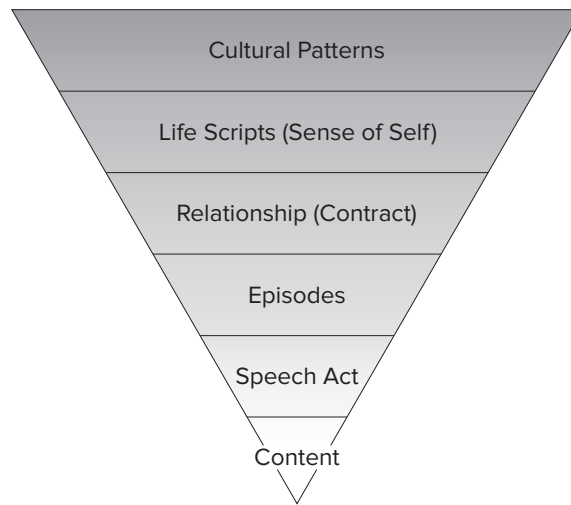 Cultural Patterns
Life Scripts (Sense of Self)
Relationship (Contract)
Episodes
Speech Act
Content